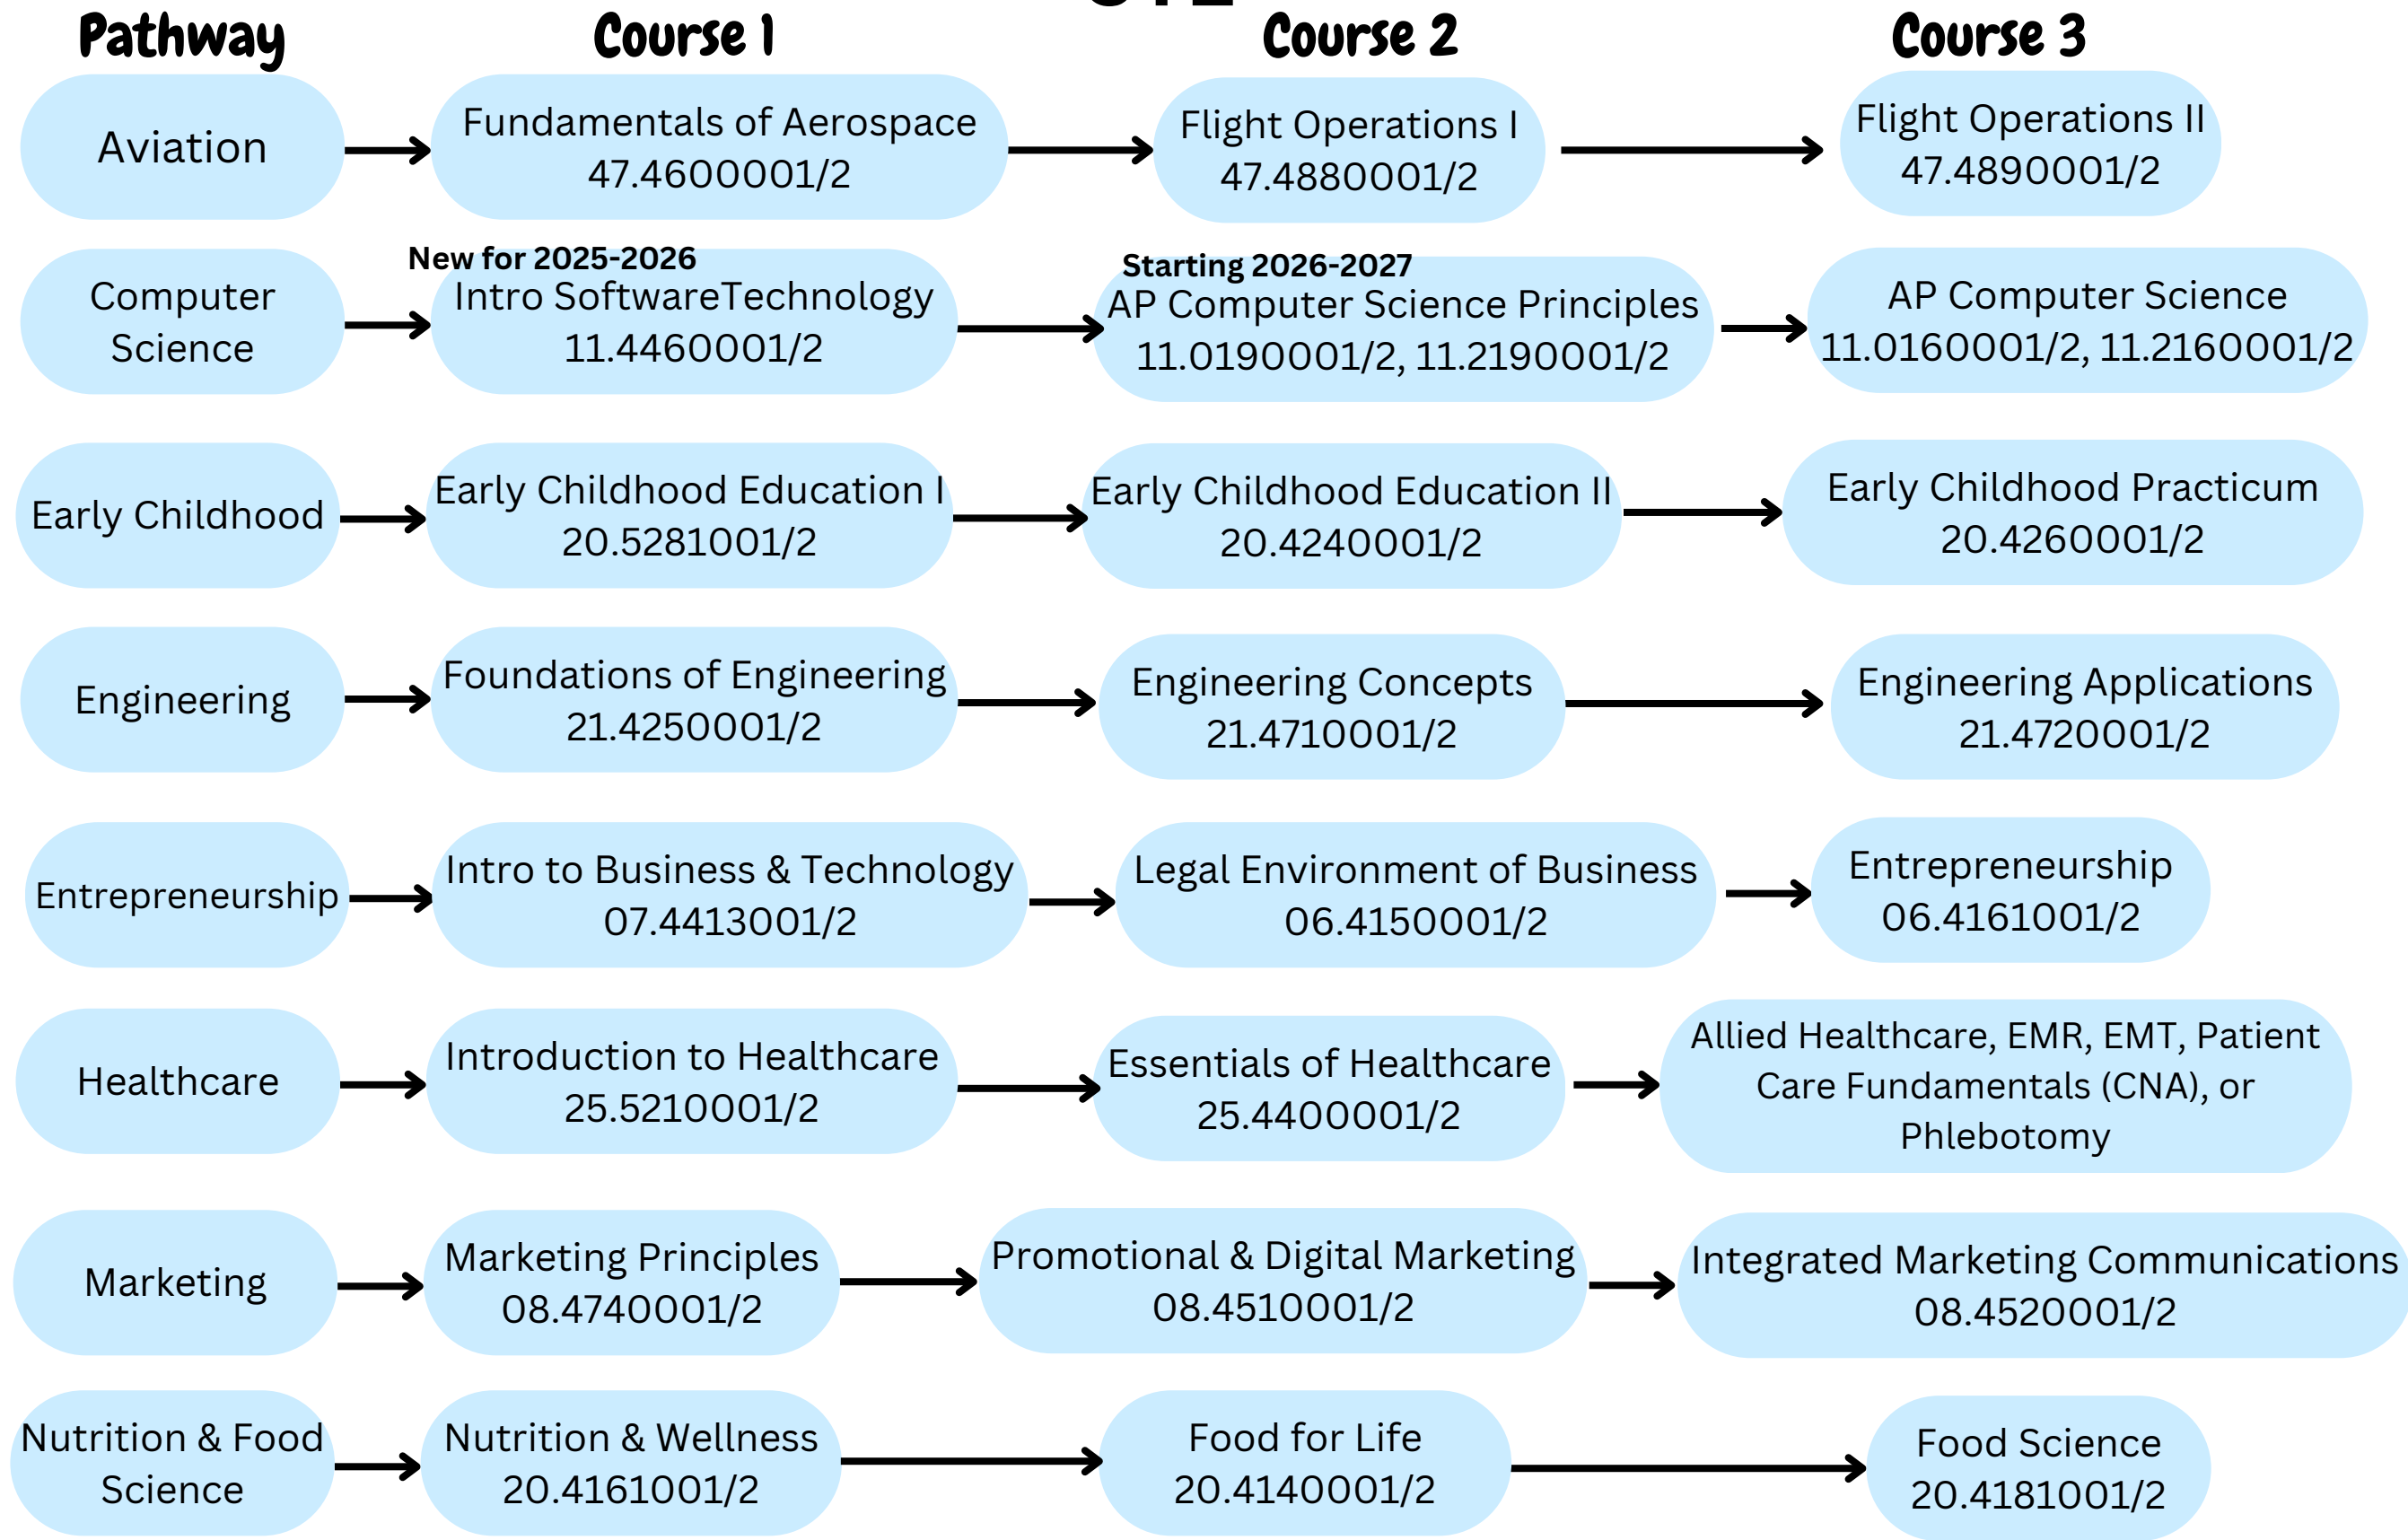 Pathway
Course 1
Course 2
Course 3
Aviation
Fundamentals of Aerospace
47.4600001/2
Flight Operations I
47.4880001/2
Flight Operations II
47.4890001/2
Computer
Science
New for 2025-2026
Intro SoftwareTechnology
11.4460001/2
Starting 2026-2027
AP Computer Science Principles
11.0190001/2, 11.2190001/2
AP Computer Science
11.0160001/2, 11.2160001/2
Early Childhood
Early Childhood Education I
20.5281001/2
Early Childhood Education II
20.4240001/2
Early Childhood Practicum
20.4260001/2
Engineering
Foundations of Engineering
21.4250001/2
Engineering Concepts
21.4710001/2
Engineering Applications
21.4720001/2
Entrepreneurship
Intro to Business & Technology
07.4413001/2
Legal Environment of Business
06.4150001/2
Entrepreneurship
06.4161001/2
Healthcare
Introduction to Healthcare
25.5210001/2
Essentials of Healthcare
25.4400001/2
Allied Healthcare, EMR, EMT, Patient
Care Fundamentals (CNA), or
Phlebotomy
Marketing
Marketing Principles
08.4740001/2
Promotional & Digital Marketing
08.4510001/2
Integrated Marketing Communications
08.4520001/2
Nutrition & Food
Science
Nutrition & Wellness
20.4161001/2
Food for Life
20.4140001/2
Food Science
20.4181001/2